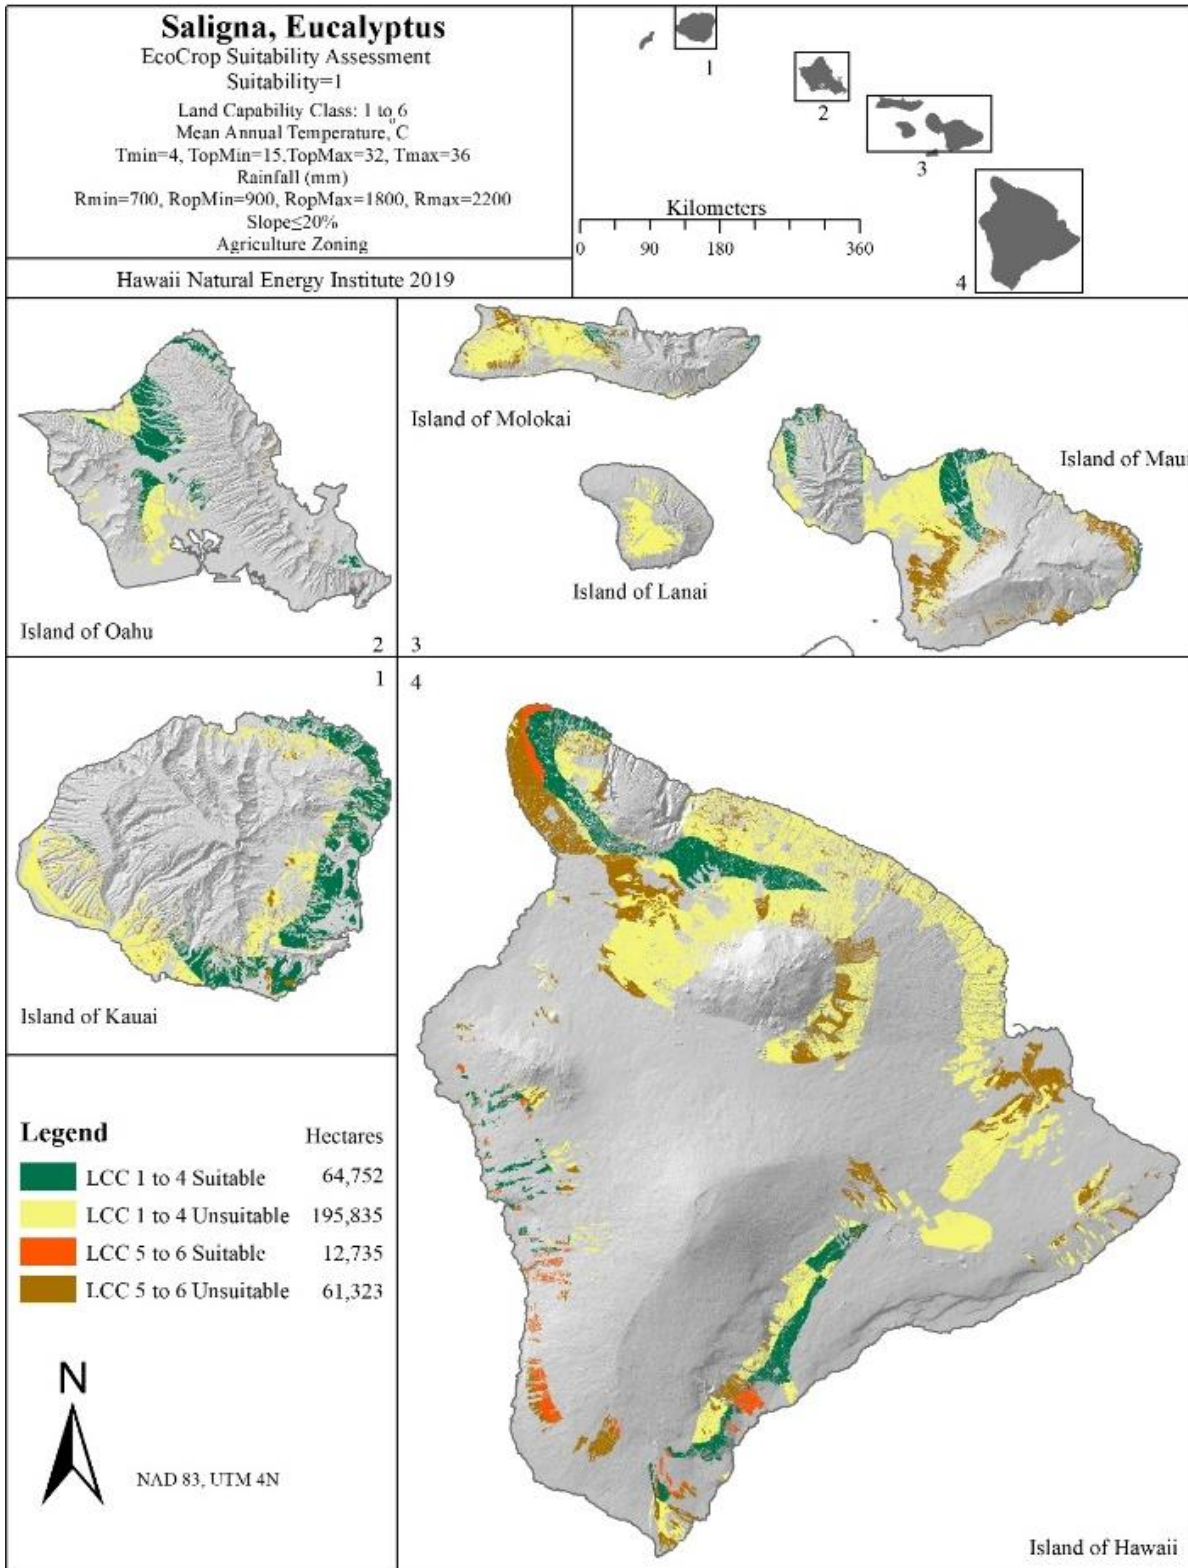 Saligna, Eucalyptus
EcoCrop Suitability Assessment
Suitability=1
Land Capability Class: 1 to 6
Mean Annual Temperature, °C
Tmin=4, TopMin=15,TopMax=32, Tmax=36
Rainfall (mm)
Rmin=700, RopMin=900, RopMax=1800, Rmax=2200
Slope≤20%
Agriculture Zoning
Hawaii Natural Energy Institute 2019
1
2
3
4
Kilometers
0 90 180 360
Island of Oahu
2
Island of Molokai
Island of Maui
Island of Lanai
3
1
Island of Kauai
4
Island of Hawaii
Legend Hectares
LCC 1 to 4 Suitable 64,752
LCC 1 to 4 Unsuitable 195,835
LCC 5 to 6 Suitable 12,735
LCC 5 to 6 Unsuitable 61,323
N
NAD 83, UTM 4N